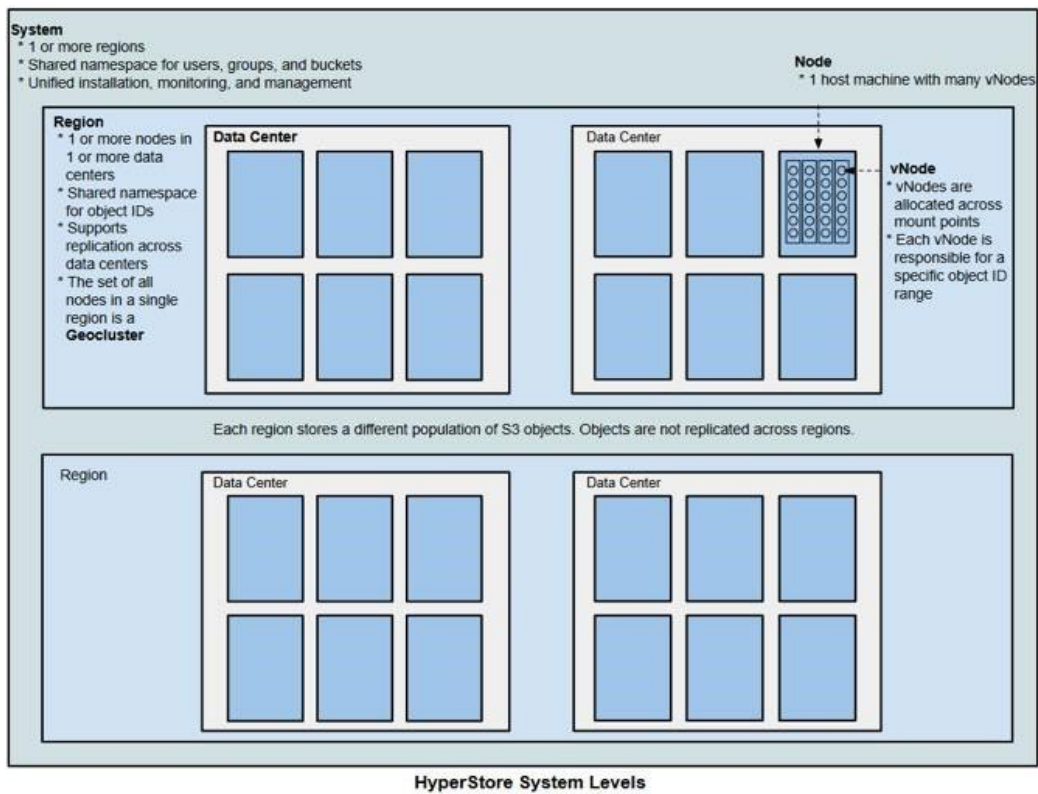 System
* 1 or more regions
* Shared namespace for users, groups, and buckets
* Unified installation, monitoring, and management
Node
* 1 host machine with many vNodes
Region
* 1 or more nodes in
1 or more data
centers
* Shared namespace
for object IDs
* Supports
replication across
data centers
* The set of all
nodes in a single
region is a
Geocluster
Data Center
Data Center
vNode
* vNodes are
allocated across
mount points
* Each vNode is
responsible for a
specific object ID
range
Each region stores a different population of S3 objects. Objects are not replicated across regions.
Region
Data Center
Data Center
HyperStore System Levels